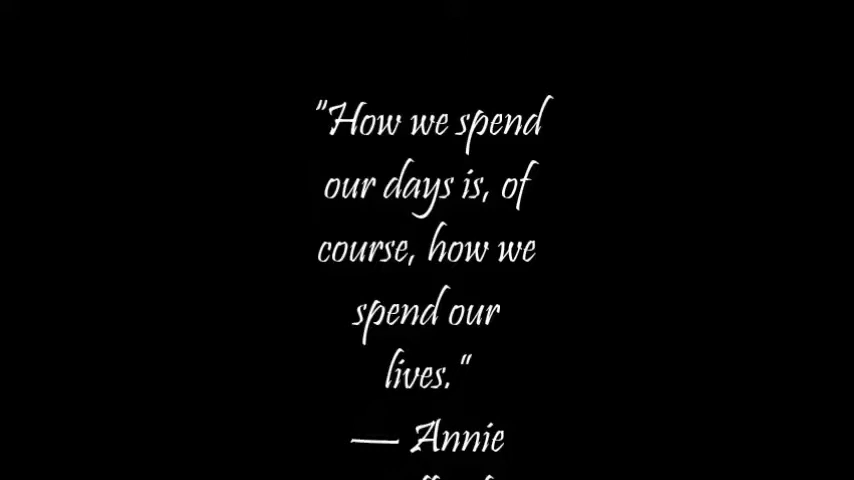 "How we spend
our days is, of
course, how we
spend our
lives."
— Annie